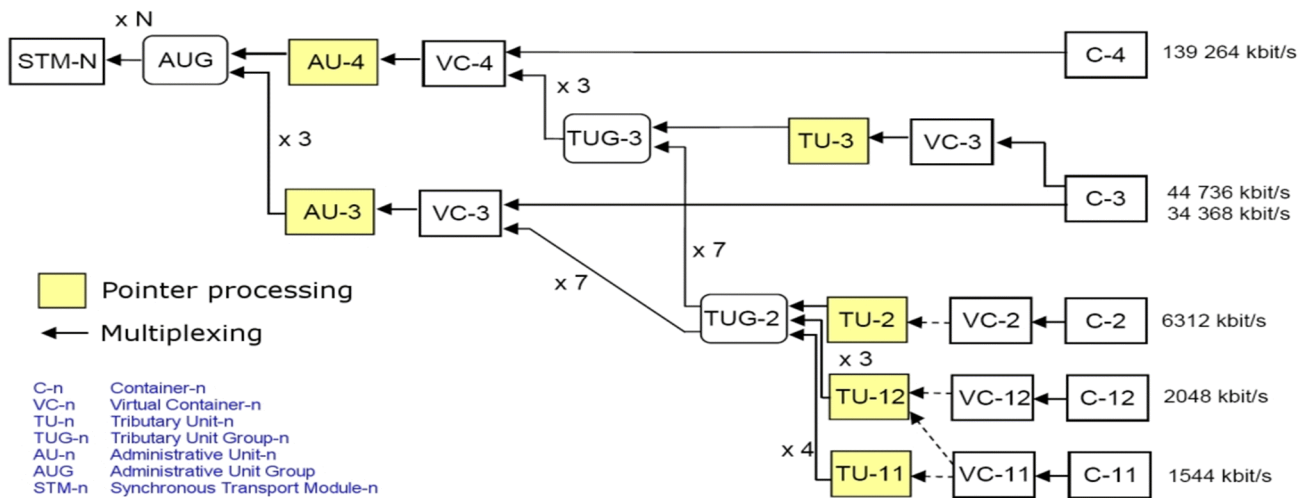 x N
STM-N
AUG
AU-4
VC-4
C-4
139 264 kbit/s
x 3
x 3
TUG-3
TU-3
VC-3
AU-3
VC-3
C-3
44 736 kbit/s
34 368 kbit/s
x 7
x 7
Pointer processing
Multiplexing
TUG-2
TU-2
VC-2
C-2
6312 kbit/s
x 3
TU-12
VC-12
C-12
2048 kbit/s
x 4
TU-11
VC-11
C-11
1544 kbit/s
C-n Container-n
VC-n Virtual Container-n
TU-n Tributary Unit-n
TUG-n Tributary Unit Group-n
AU-n Administrative Unit-n
AUG Administrative Unit Group
STM-n Synchronous Transport Module-n